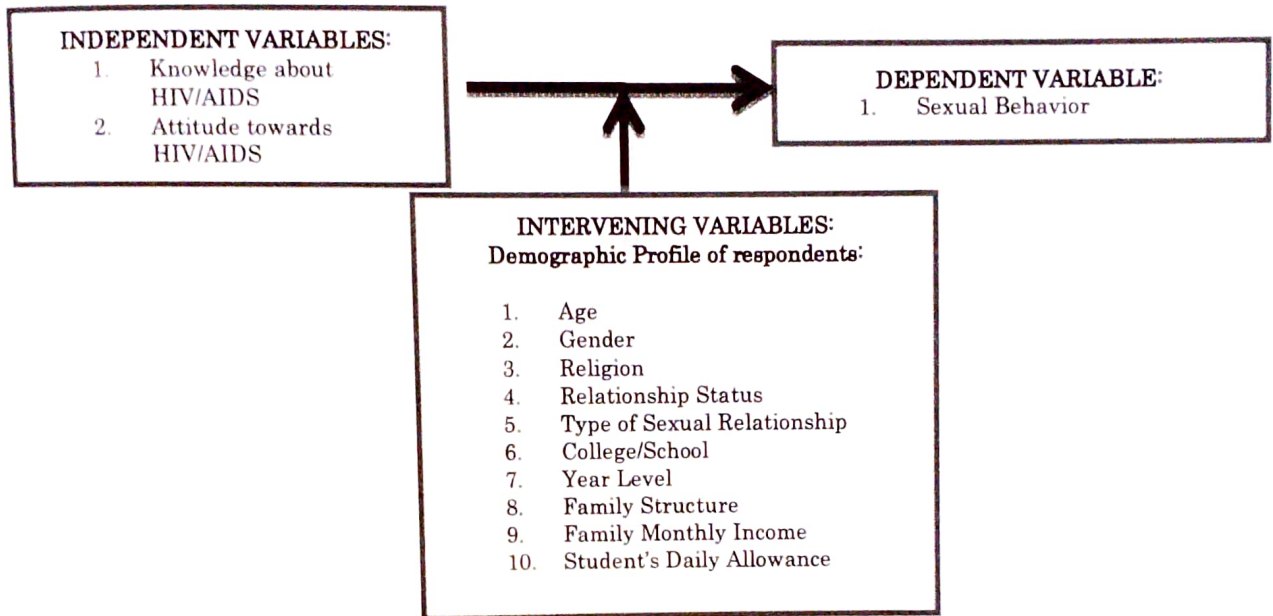 INDEPENDENT VARIABLES:
1. Knowledge about
HIV/AIDS
2. Attitude towards
HIV/AIDS
DEPENDENT VARIABLE:
1. Sexual Behavior
INTERVENING VARIABLES:
Demographic Profile of respondents:
1. Age
2. Gender
3. Religion
4. Relationship Status
5. Type of Sexual Relationship
6. College/School
7. Year Level
8. Family Structure
9. Family Monthly Income
10. Student's Daily Allowance